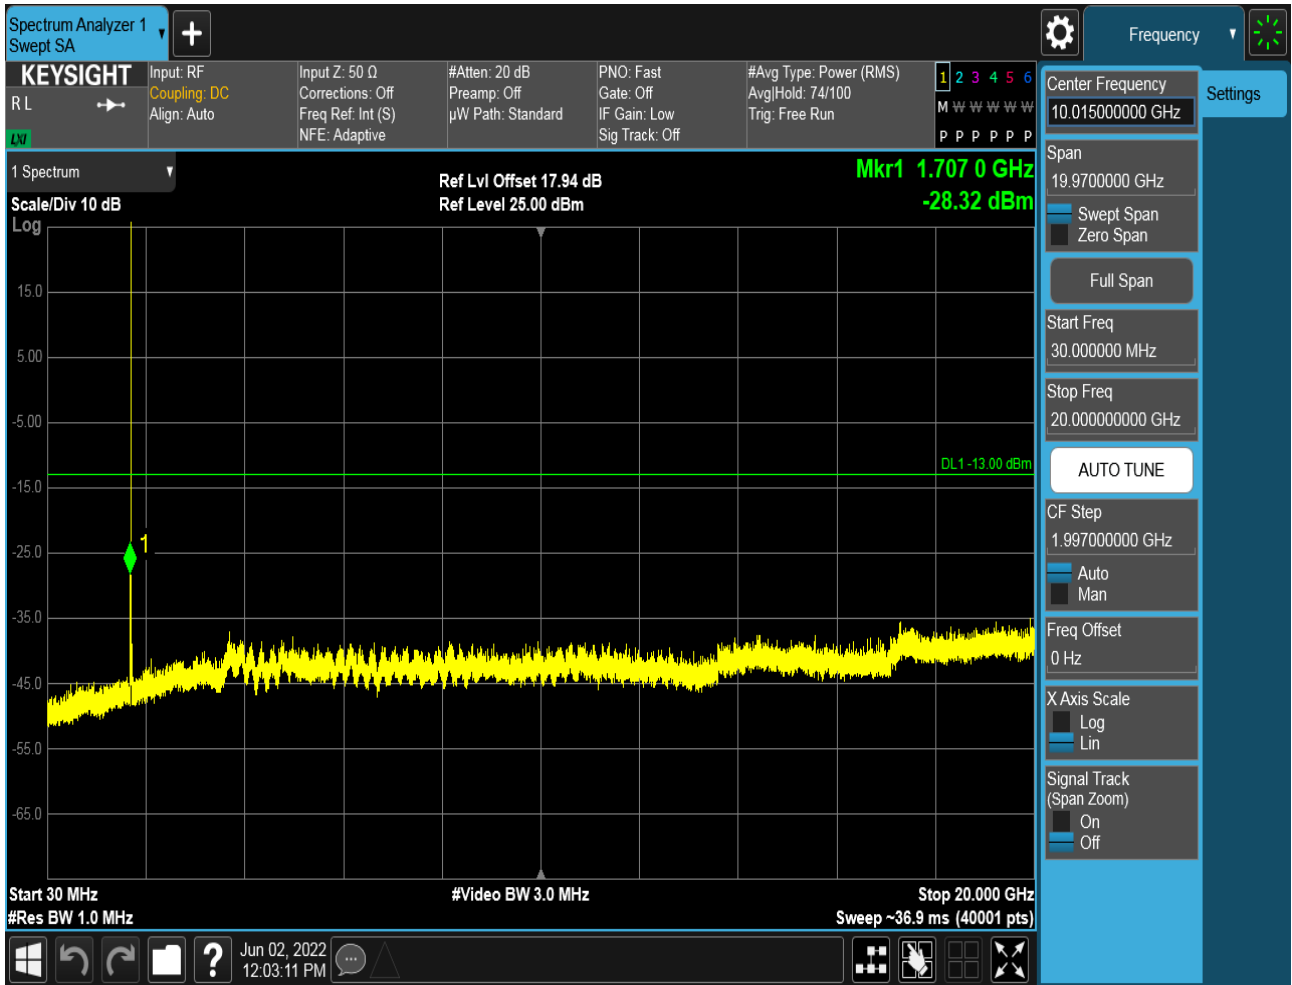 Spectrum Analyzer 1
Swept SA
Frequency
KEYSIGHT
R L
LXI
Input: RF
Coupling: DC
Align: Auto
Input Z: 50 Ω
Corrections: Off
Freq Ref: Int (S)
NFE: Adaptive
#Atten: 20 dB
Preamp: Off
µW Path: Standard
PNO: Fast
Gate: Off
IF Gain: Low
Sig Track: Off
#Avg Type: Power (RMS)
Avg|Hold: 74/100
Trig: Free Run
1 2 3 4 5 6
M W W W W W
P P P P P P
1 Spectrum
Scale/Div 10 dB
Log
Ref Lvl Offset 17.94 dB
Ref Level 25.00 dBm
Mkr1 1.707 0 GHz
-28.32 dBm
15.0
5.00
-5.00
DL1 -13.00 dBm
-15.0
1
-25.0
-35.0
-45.0
-55.0
-65.0
Start 30 MHz
#Res BW 1.0 MHz
#Video BW 3.0 MHz
Stop 20.000 GHz
Sweep ~36.9 ms (40001 pts)
Jun 02, 2022
12:03:11 PM
Center Frequency
10.015000000 GHz
Span
19.9700000 GHz
Swept Span
Zero Span
Full Span
Start Freq
30.000000 MHz
Stop Freq
20.000000000 GHz
AUTO TUNE
CF Step
1.997000000 GHz
Auto
Man
Freq Offset
0 Hz
X Axis Scale
Log
Lin
Signal Track
(Span Zoom)
On
Off
Settings